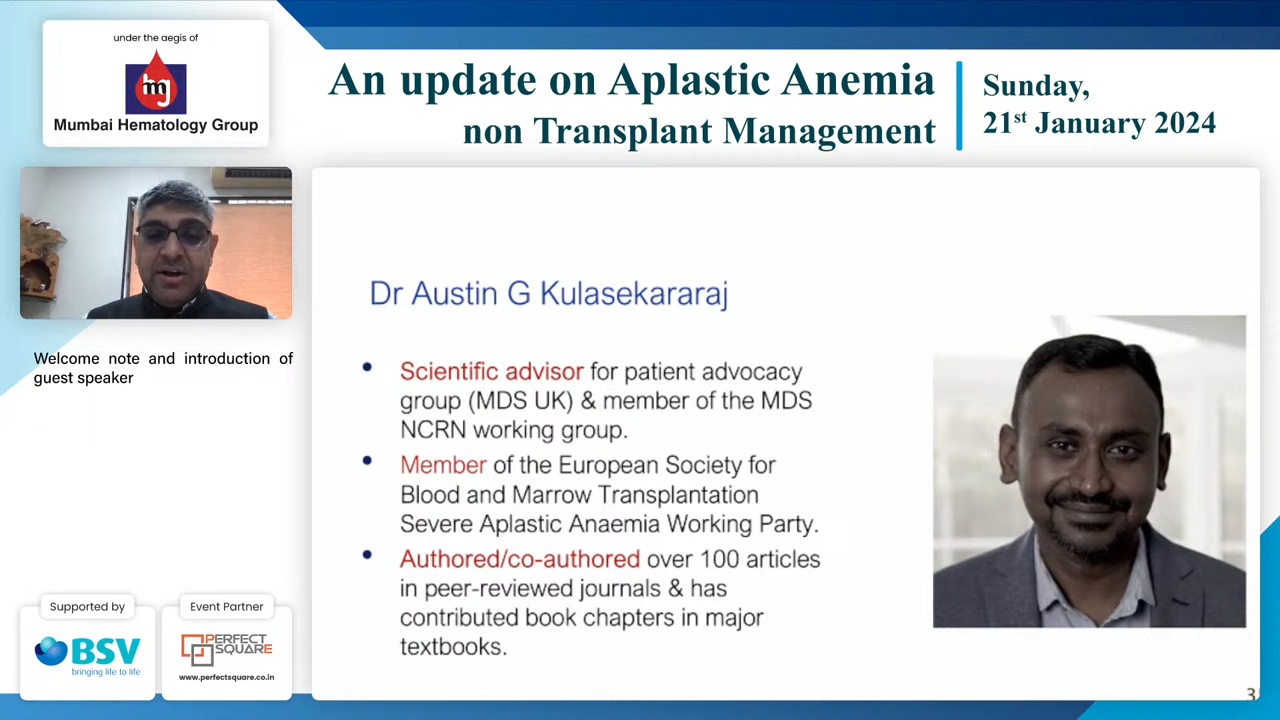 under the aegis of
hg
Mumbai Hematology Group
An update on Aplastic Anemia
non Transplant Management
Sunday,
21st January 2024
Welcome note and introduction of
guest speaker
Dr Austin G Kulasekararaj
• Scientific advisor for patient advocacy
group (MDS UK) & member of the MDS
NCRN working group.
• Member of the European Society for
Blood and Marrow Transplantation
Severe Aplastic Anaemia Working Party.
• Authored/co-authored over 100 articles
in peer-reviewed journals & has
contributed book chapters in major
textbooks.
Supported by
BSV
bringing life to life
Event Partner
PERFECT
SQUARE
www.perfectsquare.co.in
3